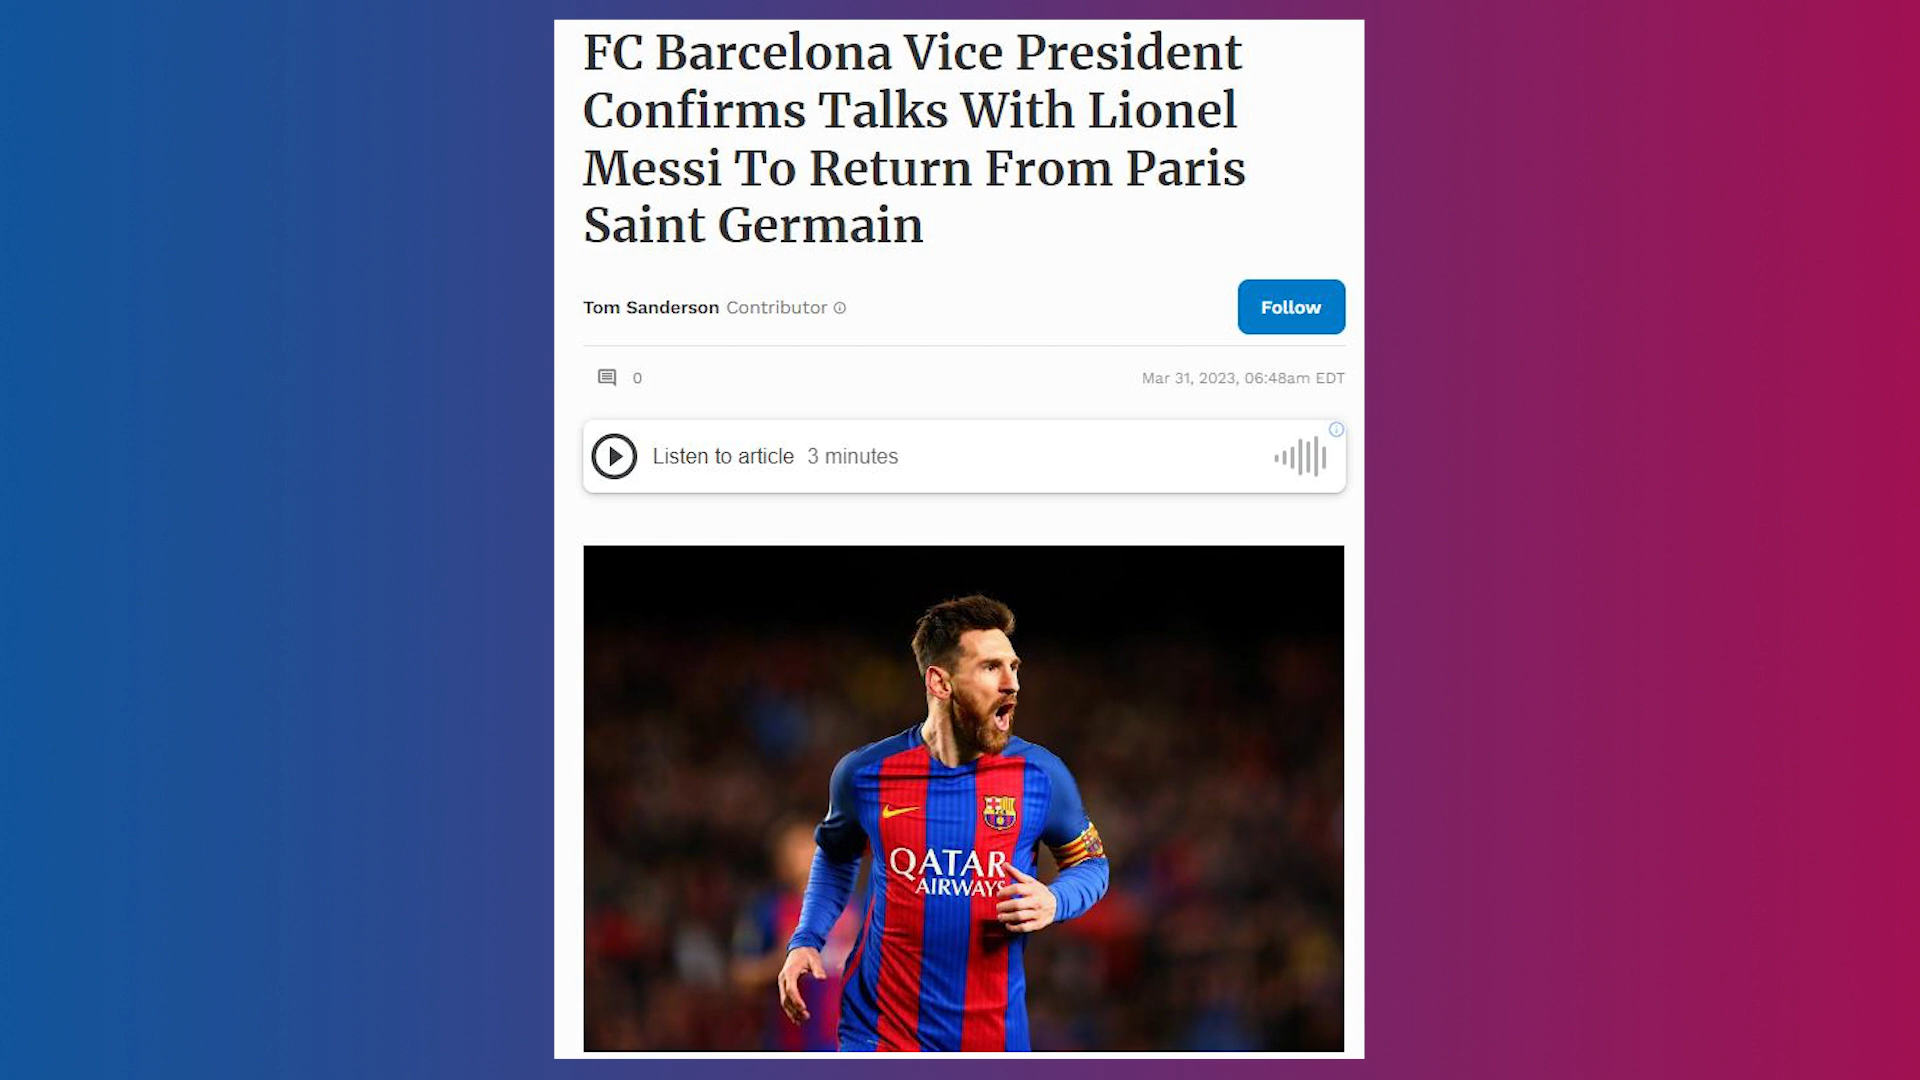 FC Barcelona Vice President
Confirms Talks With Lionel
Messi To Return From Paris
Saint Germain
Tom Sanderson Contributor
Follow
0
Mar 31, 2023, 06:48am EDT
Listen to article 3 minutes
QATAR
AIRWAYS